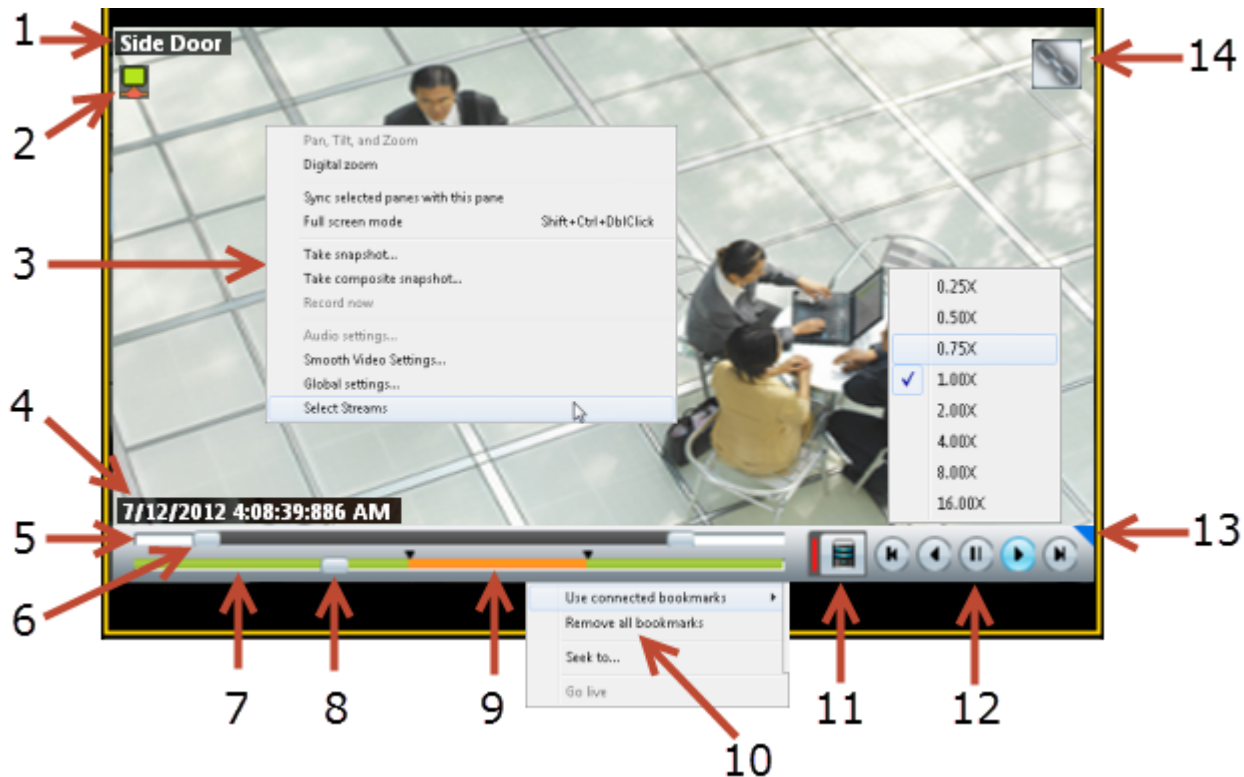 1
Side Door
14
2
Pan, Tilt, and Zoom
Digital zoom
Sync selected panes with this pane
Full screen mode Shift+Ctrl+DblClick
3
Take snapshot...
Take composite snapshot...
Record now
Audio settings...
Smooth Video Settings...
Global settings...
Select Streams
0.25X
0.50X
0.75X
1.00X
2.00X
4.00X
8.00X
16.00X
4
7/12/2012 4:08:39:886 AM
5
13
6
Use connected bookmarks
Remove all bookmarks
Seek to...
Go live
7
8
9
10
11
12